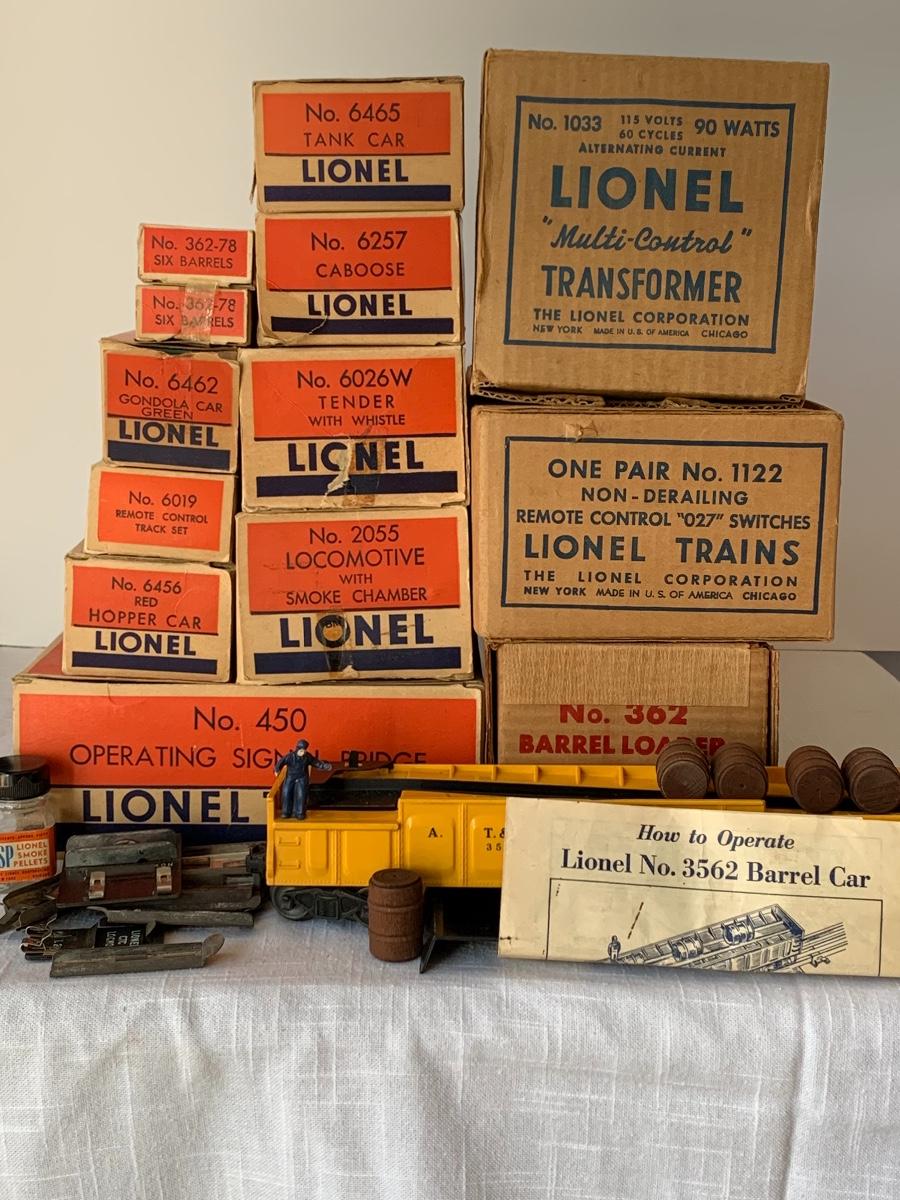 No. 6465
TANK CAR
LIONEL
No. 1033 115 VOLTS 90 WATTS
60 CYCLES
ALTERNATING CURRENT
LIONEL
"Multi-Control"
TRANSFORMER
THE LIONEL CORPORATION
NEW YORK MADE IN U.S. OF AMERICA CHICAGO
No. 362-78
SIX BARRELS
No. 362-78
SIX BARRELS
No. 6257
CABOOSE
LIONEL
No. 6462
GONDOLA CAR
GREEN
LIONEL
No. 6026W
TENDER
WITH WHISTLE
LIONEL
ONE PAIR No. 1122
NON-DERAILING
REMOTE CONTROL "027" SWITCHES
LIONEL TRAINS
THE LIONEL CORPORATION
NEW YORK MADE IN U.S. OF AMERICA CHICAGO
No. 6019
REMOTE CONTROL
TRACK SET
No. 2055
LOCOMOTIVE
WITH
SMOKE CHAMBER
LIONEL
No. 6456
RED
HOPPER CAR
LIONEL
No. 362
BARREL LOADER
No. 450
OPERATING SIGNAL BRIDGE
LIONEL
SP LIONEL
SMOKE
PELLETS
A. T.&
35
LIONEL
How to Operate
Lionel No. 3562 Barrel Car